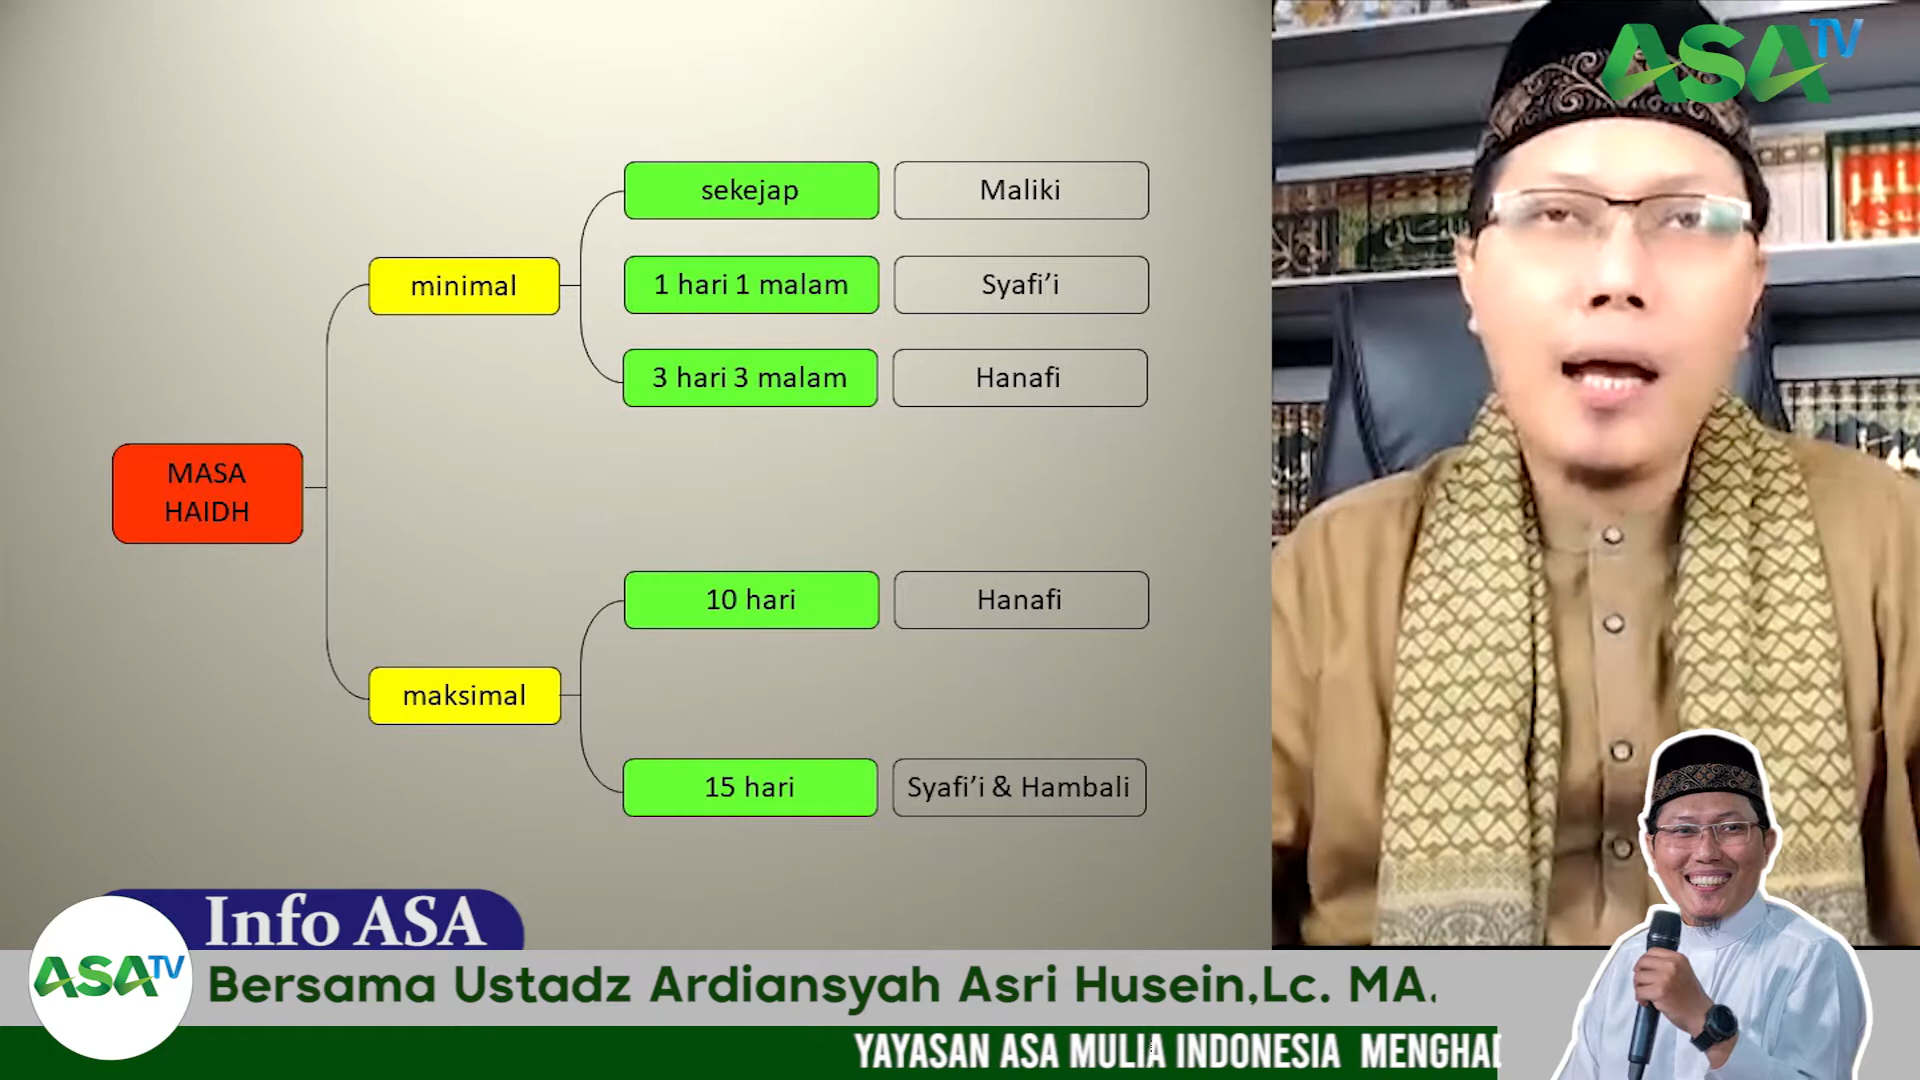 ASA TV
sekejap
Maliki
minimal
1 hari 1 malam
Syafi’i
3 hari 3 malam
Hanafi
MASA
HAIDH
10 hari
Hanafi
maksimal
15 hari
Syafi’i & Hambali
Info ASA
ASA TV
Bersama Ustadz Ardiansyah Asri Husein,Lc. MA.
YAYASAN ASA MULIA INDONESIA MENGHAD